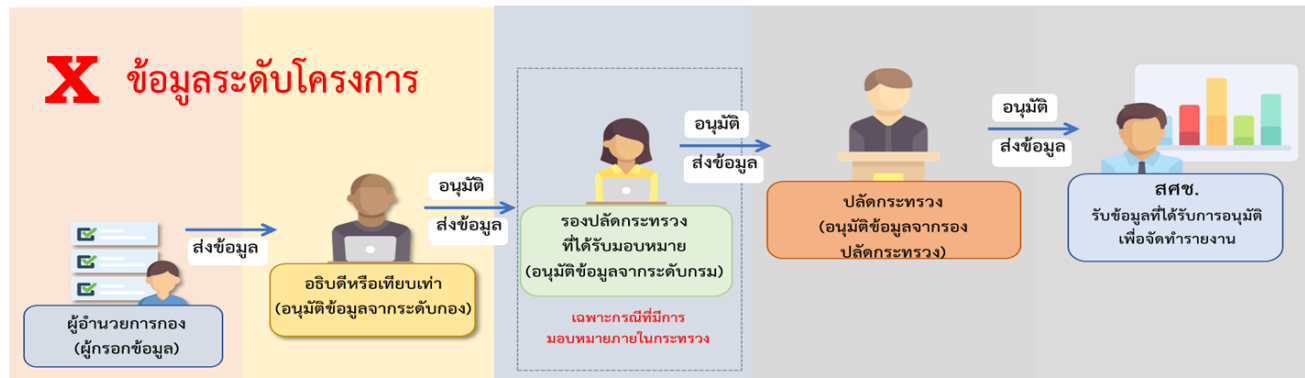 X ข้อมูลระดับโครงการ
ส่งข้อมูล
ผู้อำนวยการกอง
(ผู้กรอกข้อมูล)
อนุมัติ
ส่งข้อมูล
อธิบดีหรือเทียบเท่า
(อนุมัติข้อมูลจากระดับกอง)
อนุมัติ
ส่งข้อมูล
รองปลัดกระทรวง
ที่ได้รับมอบหมาย
(อนุมัติข้อมูลจากระดับกรม)
เฉพาะกรณีที่มีการ
มอบหมายภายในกระทรวง
อนุมัติ
ส่งข้อมูล
ปลัดกระทรวง
(อนุมัติข้อมูลจากรอง
ปลัดกระทรวง)
สศช.
รับข้อมูลที่ได้รับการอนุมัติ
เพื่อจัดทำรายงาน